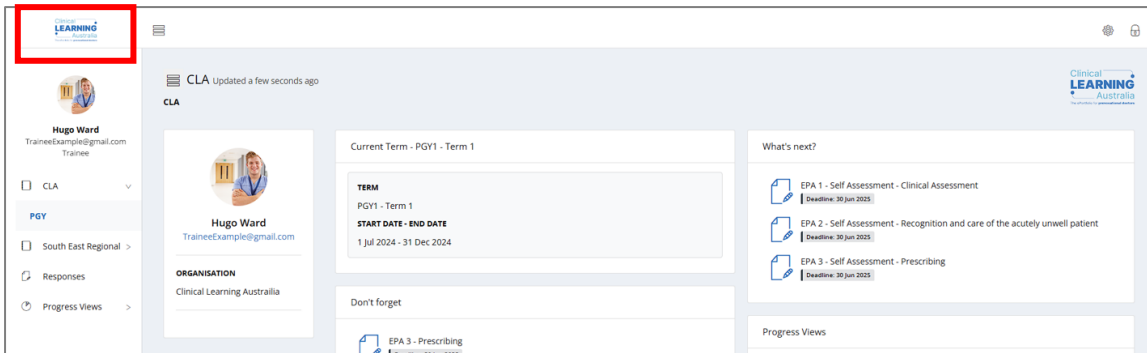 Clinical
LEARNING
Australia
CLA Updated a few seconds ago
CLA
Clinical
LEARNING
Australia
Hugo Ward
TraineeExample@gmail.com
Trainee
CLA
PGY
South East Regional
Responses
Progress Views
Hugo Ward
TraineeExample@gmail.com
ORGANISATION
Clinical Learning Austrailia
Current Term - PGY1 - Term 1
TERM
PGY1 - Term 1
START DATE - END DATE
1 Jul 2024 - 31 Dec 2024
Don't forget
EPA 3 - Prescribing
What's next?
EPA 1 - Self Assessment - Clinical Assessment
Deadline: 30 Jun 2025
EPA 2 - Self Assessment - Recognition and care of the acutely unwell patient
Deadline: 30 Jun 2025
EPA 3 - Self Assessment - Prescribing
Deadline: 30 Jun 2025
Progress Views